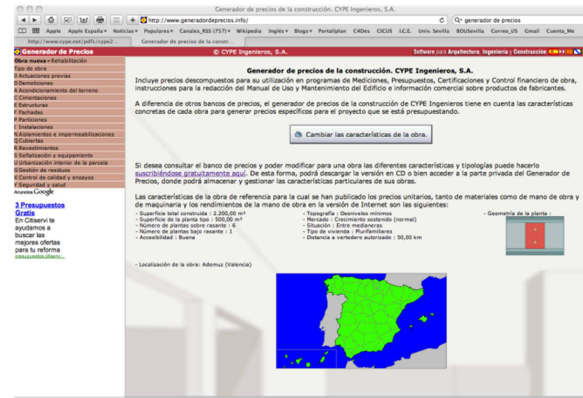 Generador de precios de la construcción. CYPE Ingenieros, S.A.
http://www.generadordeprecios.info/
generador de precios
Apple Apple España Noticias Populares Canales_RSS (757) Wikipedia Inglés Blogs Portalplan C4Des CICUS I.C.E. Univ. Sevilla BOUSevilla Correo_US Gmail Cuenta_Me
http://www.cype.net/pdfs/rype2...
Generador de precios de la constr...
Generador de Precios
© CYPE Ingenieros, S.A.
Software para Arquitectura, Ingeniería y Construcción
Obra nueva - Rehabilitación
Tipo de obra
0 Actuaciones previas
D Demoliciones
A Acondicionamiento del terreno
C Cimentaciones
E Estructuras
F Fachadas
P Particiones
I Instalaciones
N Aislamientos e impermeabilizaciones
Q Cubiertas
R Revestimientos
S Señalización y equipamiento
U Urbanización interior de la parcela
G Gestión de residuos
X Control de calidad y ensayos
Y Seguridad y salud
Anuncios Google
3 Presupuestos
Gratis
En Citiservi te
ayudamos a
buscar las
mejores ofertas
para tu reforma
Generador de precios de la construcción. CYPE Ingenieros, S.A.
Incluye precios descompuestos para su utilización en programas de Mediciones, Presupuestos, Certificaciones y Control financiero de obra,
instrucciones para la redacción del Manual de Uso y Mantenimiento del Edificio e información comercial sobre productos de fabricantes.
A diferencia de otros bancos de precios, el generador de precios de la construcción de CYPE Ingenieros tiene en cuenta las características
concretas de cada obra para generar precios específicos para el proyecto que se está presupuestando.
Cambiar las características de la obra.
Si desea consultar el banco de precios y poder modificar para una obra las diferentes características y tipologías puede hacerlo
suscribiéndose gratuitamente aquí. De esta forma, podrá descargar la versión en CD o bien acceder a la parte privada del Generador de
Precios, donde podrá almacenar y gestionar las características particulares de sus obras.
Las características de la obra de referencia para la cual se han publicado los precios unitarios, tanto de materiales como de mano de obra y
de maquinaria y los rendimientos de la mano de obra en la versión de Internet son las siguientes:
- Superficie total construida : 2.200,00 m²
- Superficie de la planta tipo : 500,00 m²
- Número de plantas sobre rasante : 6
- Número de plantas bajo rasante : 1
- Accesibilidad : Buena
- Topografía : Desniveles mínimos
- Mercado : Crecimiento sostenido (normal)
- Situación : Entre medianeras
- Tipo de vivienda : Plurifamiliares
- Distancia a vertedero autorizado : 50,00 km
- Geometría de la planta :
- Localización de la obra: Ademuz (Valencia)